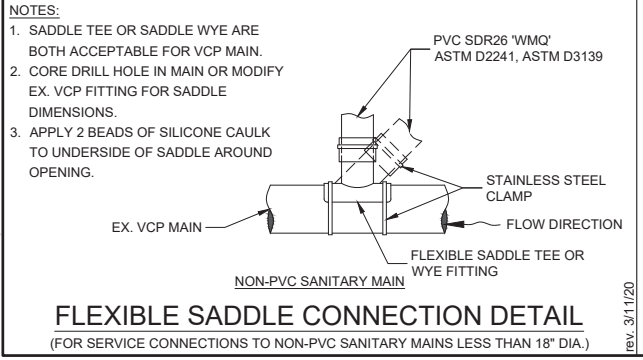 NOTES:
1. SADDLE TEE OR SADDLE WYE ARE
BOTH ACCEPTABLE FOR VCP MAIN.
2. CORE DRILL HOLE IN MAIN OR MODIFY
EX. VCP FITTING FOR SADDLE
DIMENSIONS.
3. APPLY 2 BEADS OF SILICONE CAULK
TO UNDERSIDE OF SADDLE AROUND
OPENING.
PVC SDR26 'WMQ'
ASTM D2241, ASTM D3139
STAINLESS STEEL
CLAMP
EX. VCP MAIN
FLOW DIRECTION
FLEXIBLE SADDLE TEE OR
WYE FITTING
NON-PVC SANITARY MAIN
FLEXIBLE SADDLE CONNECTION DETAIL
(FOR SERVICE CONNECTIONS TO NON-PVC SANITARY MAINS LESS THAN 18" DIA.)
rev. 3/11/20